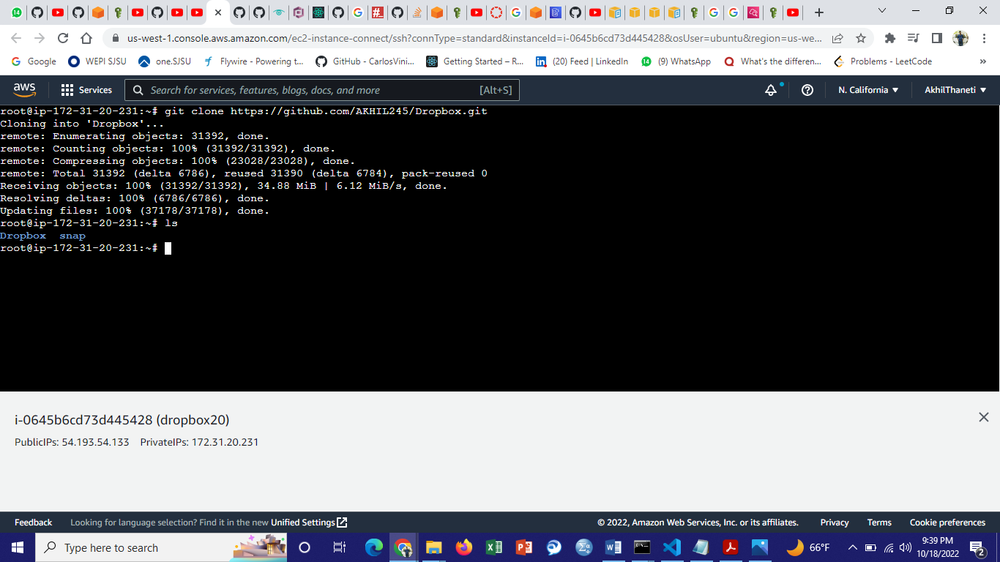 us-west-1.console.aws.amazon.com/ec2-instance-connect/ssh?connType=standard&instanceId=i-0645b6cd73d445428&osUser=ubuntu&region=us-we...
Google WEPI SJSU one.SJSU Flywire - Powering t... GitHub - CarlosVini... Getting Started – R... (20) Feed | LinkedIn (9) WhatsApp What's the differen... Problems - LeetCode »
aws Services Search for services, features, blogs, docs, and more [Alt+S] N. California AkhilThaneti
root@ip-172-31-20-231:~# git clone https://github.com/AKHIL245/Dropbox.git
Cloning into 'Dropbox'...
remote: Enumerating objects: 31392, done.
remote: Counting objects: 100% (31392/31392), done.
remote: Compressing objects: 100% (23028/23028), done.
remote: Total 31392 (delta 6786), reused 31390 (delta 6784), pack-reused 0
Receiving objects: 100% (31392/31392), 34.88 MiB | 6.12 MiB/s, done.
Resolving deltas: 100% (6786/6786), done.
Updating files: 100% (37178/37178), done.
root@ip-172-31-20-231:~# ls
Dropbox snap
root@ip-172-31-20-231:~#
i-0645b6cd73d445428 (dropbox20)
PublicIPs: 54.193.54.133 PrivateIPs: 172.31.20.231
Feedback Looking for language selection? Find it in the new Unified Settings © 2022, Amazon Web Services, Inc. or its affiliates. Privacy Terms Cookie preferences
Type here to search 66°F 9:39 PM
10/18/2022 2